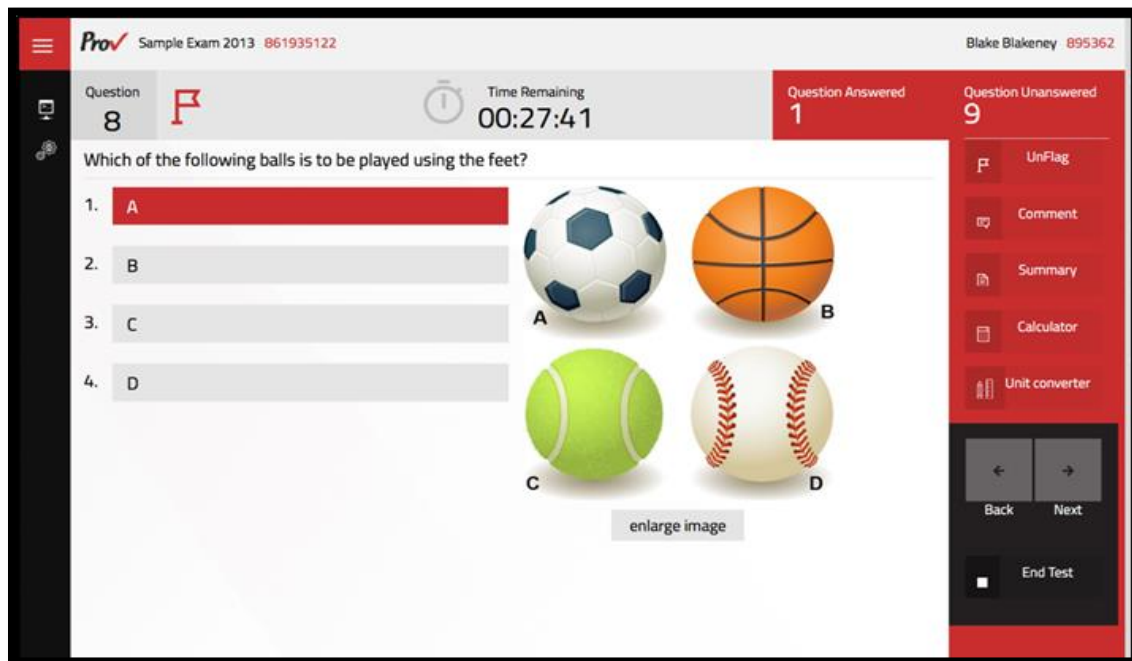 Prov Sample Exam 2013 861935122
Blake Blakeney 895362
Question
8
Time Remaining
00:27:41
Question Answered
1
Question Unanswered
9
Which of the following balls is to be played using the feet?
1. A
2. B
3. C
4. D
A
B
C
D
enlarge image
UnFlag
Comment
Summary
Calculator
Unit converter
Back
Next
End Test